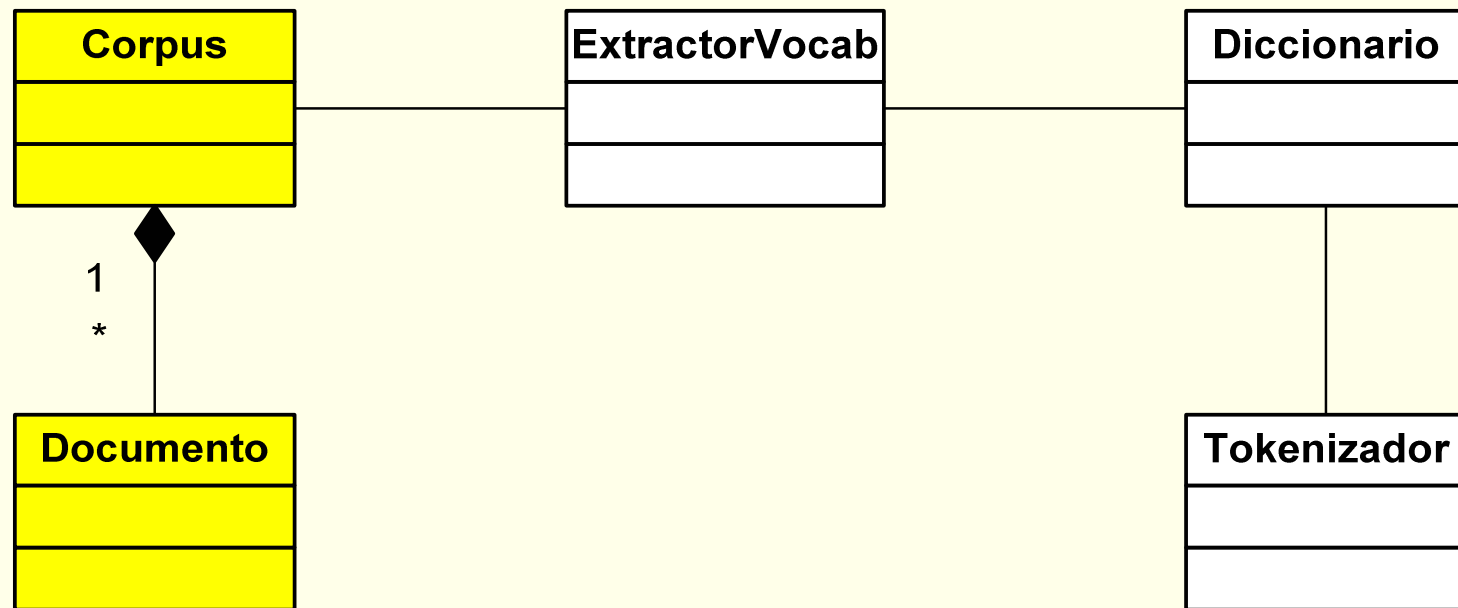 Corpus
ExtractorVocab
Diccionario
1
*
Documento
Tokenizador